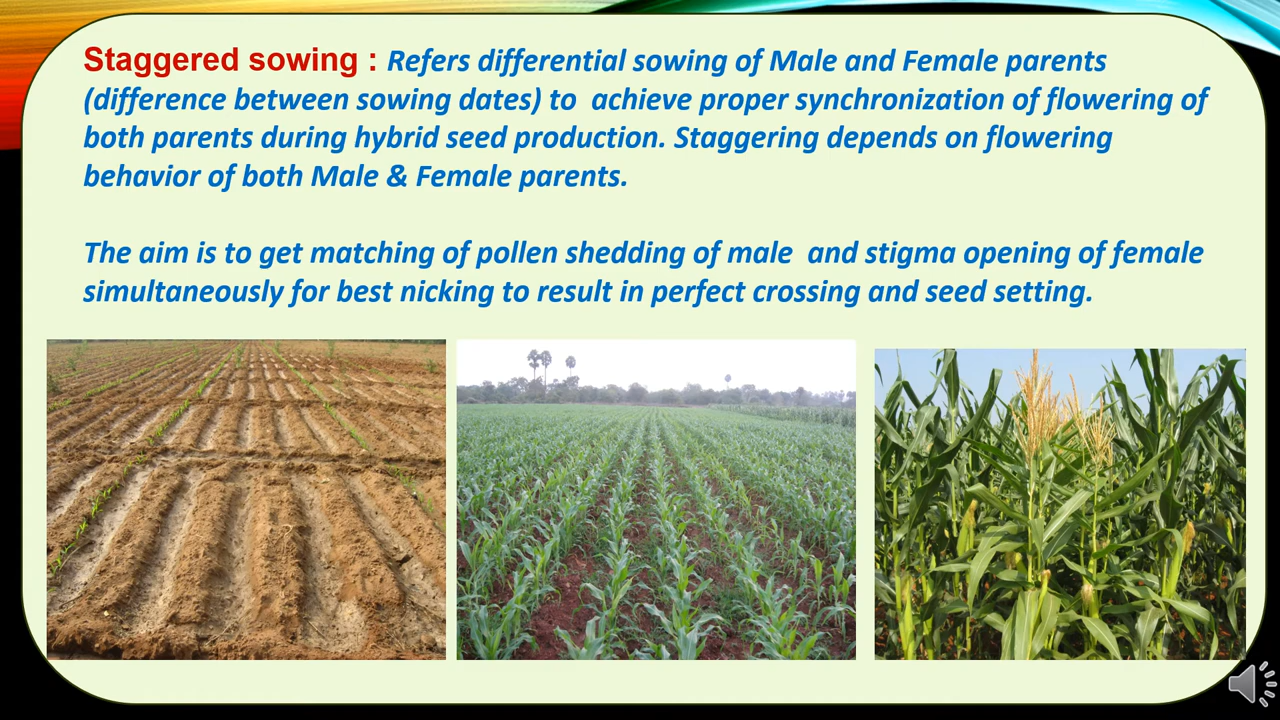 Staggered sowing : Refers differential sowing of Male and Female parents
(difference between sowing dates) to achieve proper synchronization of flowering of
both parents during hybrid seed production. Staggering depends on flowering
behavior of both Male & Female parents.
The aim is to get matching of pollen shedding of male and stigma opening of female
simultaneously for best nicking to result in perfect crossing and seed setting.